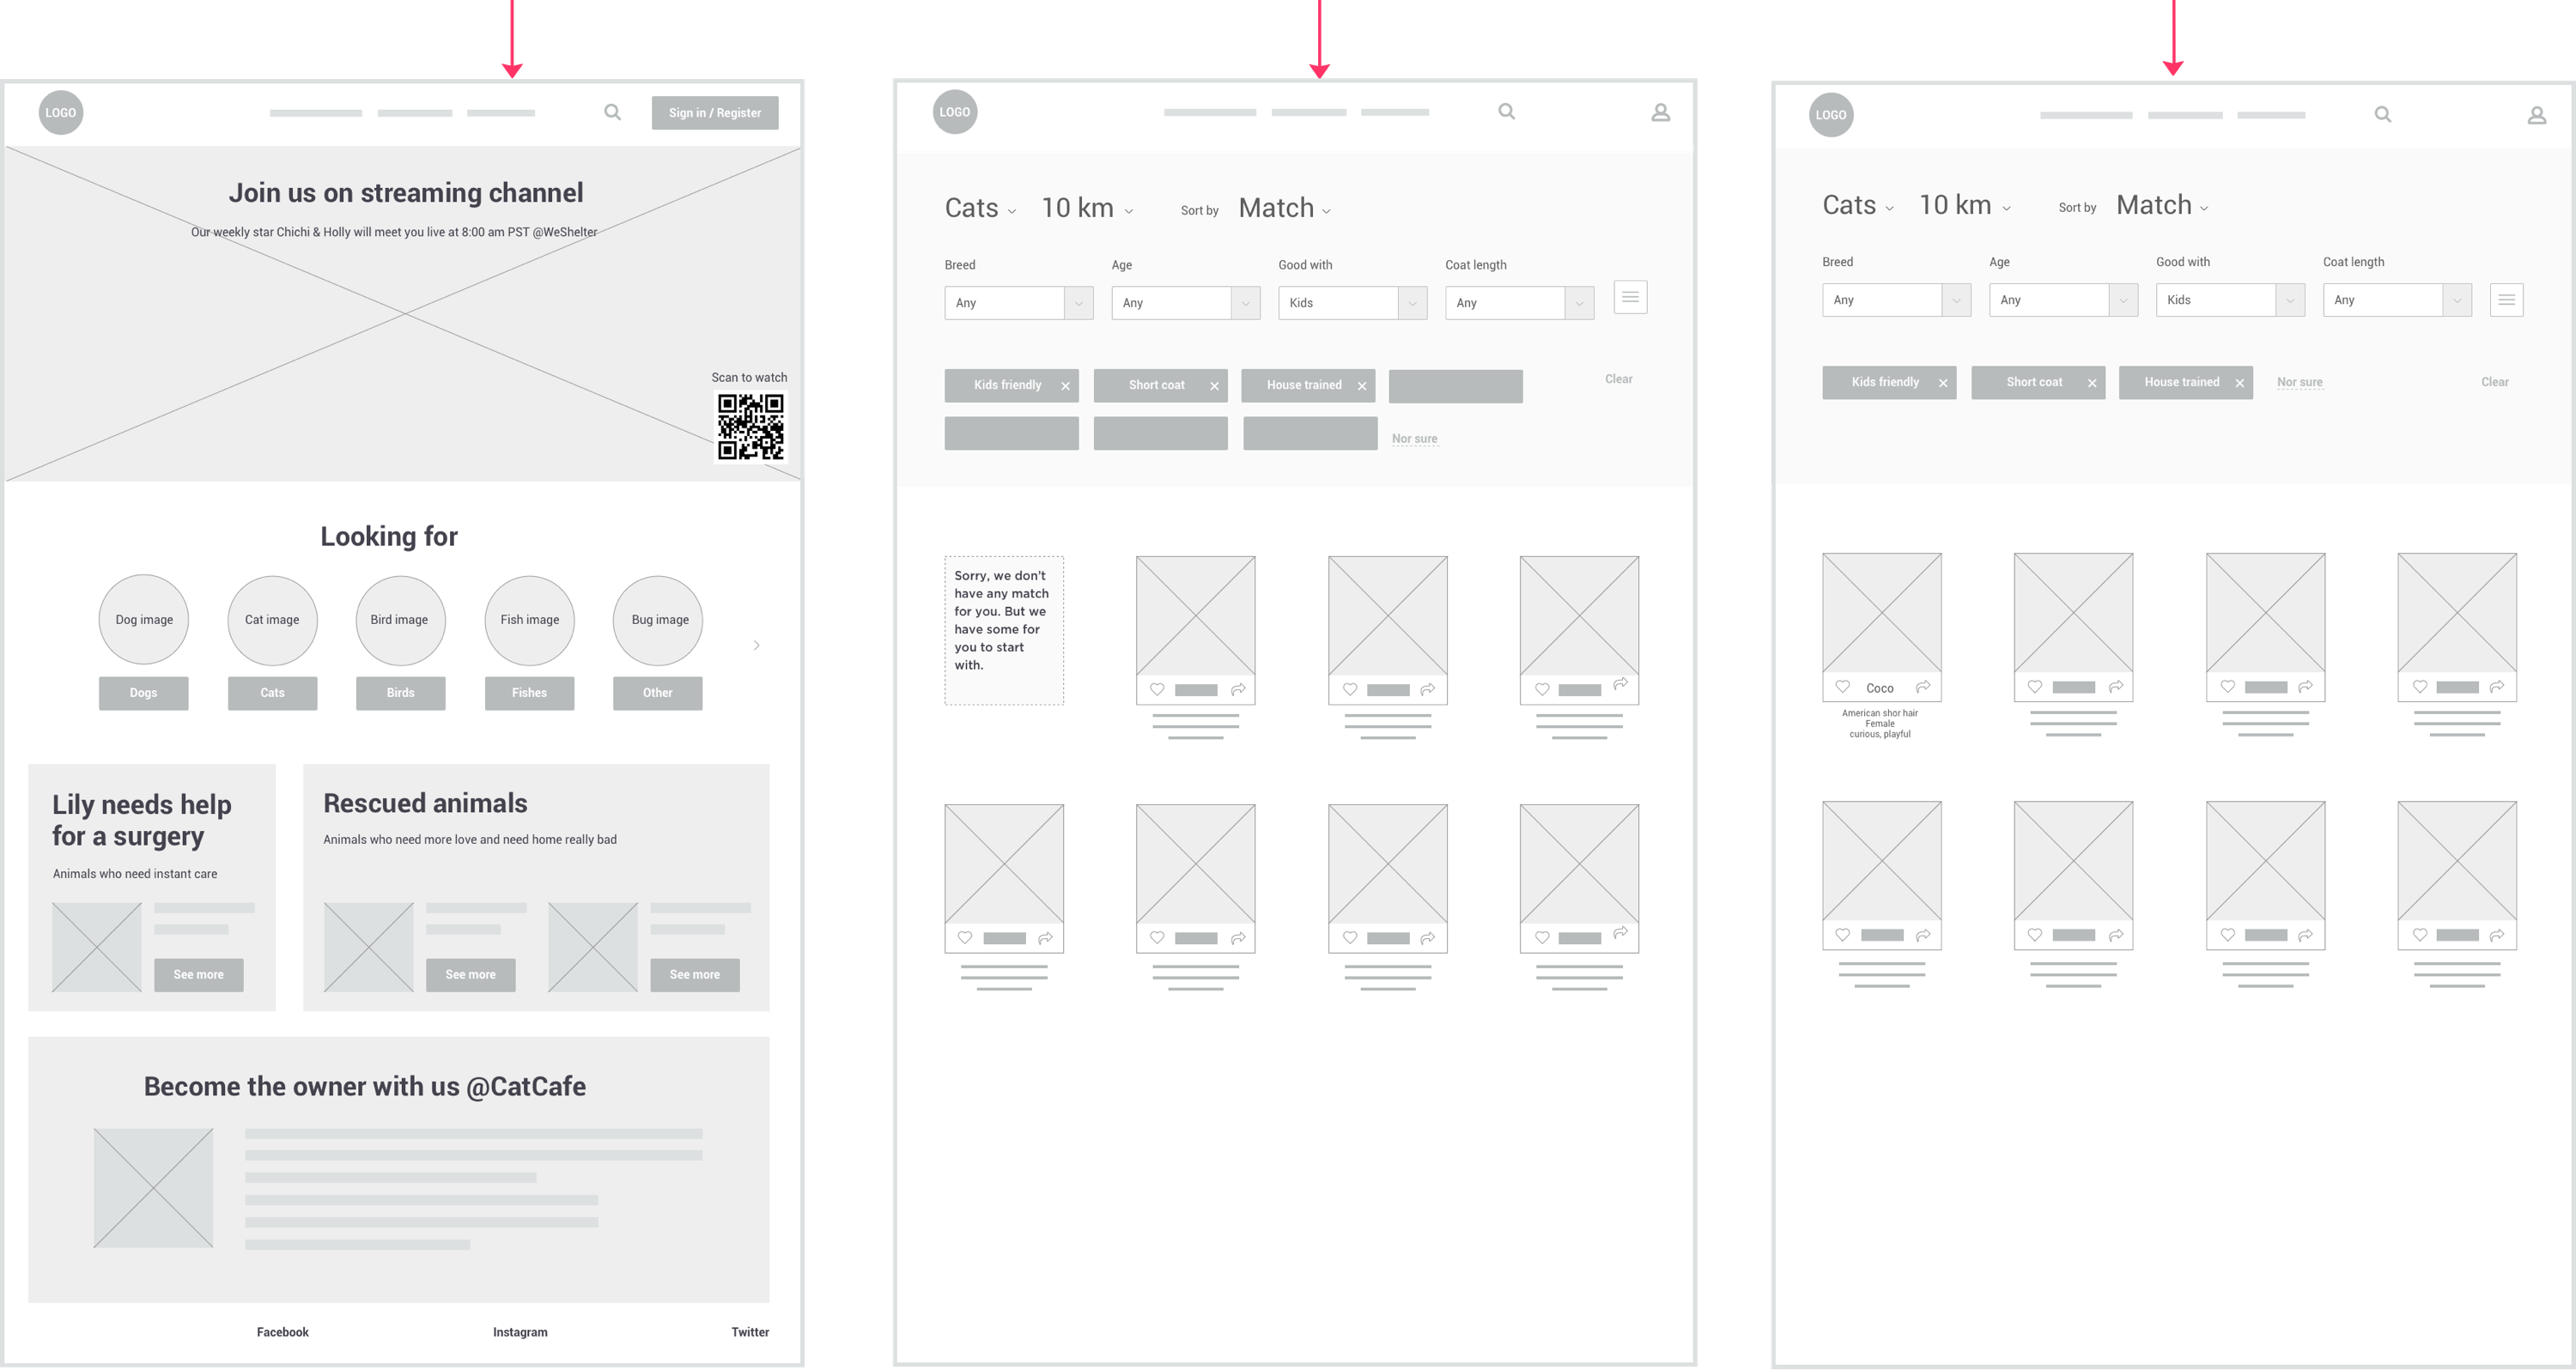 LOGO
Sign in / Register
Join us on streaming channel
Our weekly star Chichi & Holly will meet you live at 8:00 am PST @WeShelter
Scan to watch
Looking for
Dog image Cat image Bird image Fish image Bug image
Dogs Cats Birds Fishes Other
Lily needs help
for a surgery
Animals who need instant care
See more
Rescued animals
Animals who need more love and need home really bad
See more See more
Become the owner with us @CatCafe
Facebook Instagram Twitter
LOGO
Cats 10 km Sort by Match
Breed Age Good with Coat length
Any Any Kids Any
Kids friendly Short coat House trained Clear
Nor sure
Sorry, we don't
have any match
for you. But we
have some for
you to start
with.
LOGO
Cats 10 km Sort by Match
Breed Age Good with Coat length
Any Any Kids Any
Kids friendly Short coat House trained Nor sure Clear
Coco
American shor hair
Female
curious, playful